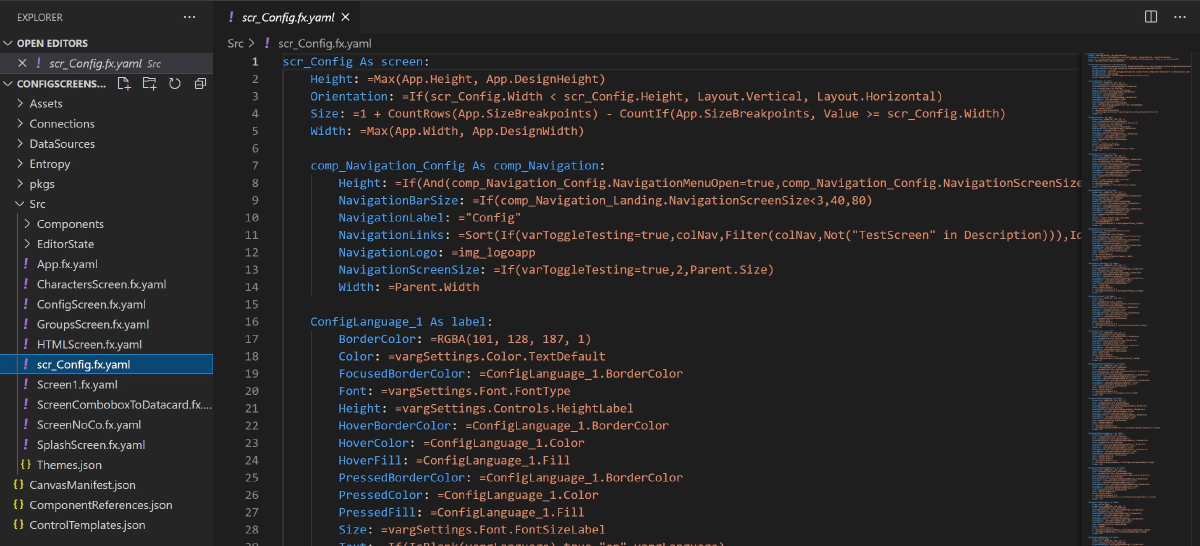 EXPLORER
OPEN EDITORS
scr_Config.fx.yaml Src
CONFIGSCREENS...
Assets
Connections
DataSources
Entropy
pkgs
Src
Components
EditorState
App.fx.yaml
CharactersScreen.fx.yaml
ConfigScreen.fx.yaml
GroupsScreen.fx.yaml
HTMLScreen.fx.yaml
scr_Config.fx.yaml
Screen1.fx.yaml
ScreenComboboxToDatacard.fx....
ScreenNoCo.fx.yaml
SplashScreen.fx.yaml
Themes.json
CanvasManifest.json
ComponentReferences.json
ControlTemplates.json
scr_Config.fx.yaml
Src > ! scr_Config.fx.yaml
1 scr_Config As screen:
2 Height: =Max(App.Height, App.DesignHeight)
3 Orientation: =If(scr_Config.Width < scr_Config.Height, Layout.Vertical, Layout.Horizontal)
4 Size: =1 + CountRows(App.SizeBreakpoints) - CountIf(App.SizeBreakpoints, Value >= scr_Config.Width)
5 Width: =Max(App.Width, App.DesignWidth)
6
7 comp_Navigation_Config As comp_Navigation:
8 Height: =If(And(comp_Navigation_Config.NavigationMenuOpen=true,comp_Navigation_Config.NavigationScreenSize
9 NavigationBarSize: =If(comp_Navigation_Landing.NavigationScreenSize<3,40,80)
10 NavigationLabel: ="Config"
11 NavigationLinks: =Sort(If(varToggleTesting=true,colNav,Filter(colNav,Not("TestScreen" in Description))),Id
12 NavigationLogo: =img_logoapp
13 NavigationScreenSize: =If(varToggleTesting=true,2,Parent.Size)
14 Width: =Parent.Width
15
16 ConfigLanguage_1 As label:
17 BorderColor: =RGBA(101, 128, 187, 1)
18 Color: =vargSettings.Color.TextDefault
19 FocusedBorderColor: =ConfigLanguage_1.BorderColor
20 Font: =vargSettings.Font.FontType
21 Height: =vargSettings.Controls.HeightLabel
22 HoverBorderColor: =ConfigLanguage_1.BorderColor
23 HoverColor: =ConfigLanguage_1.Color
24 HoverFill: =ConfigLanguage_1.Fill
25 PressedBorderColor: =ConfigLanguage_1.BorderColor
26 PressedColor: =ConfigLanguage_1.Color
27 PressedFill: =ConfigLanguage_1.Fill
28 Size: =vargSettings.Font.FontSizeLabel